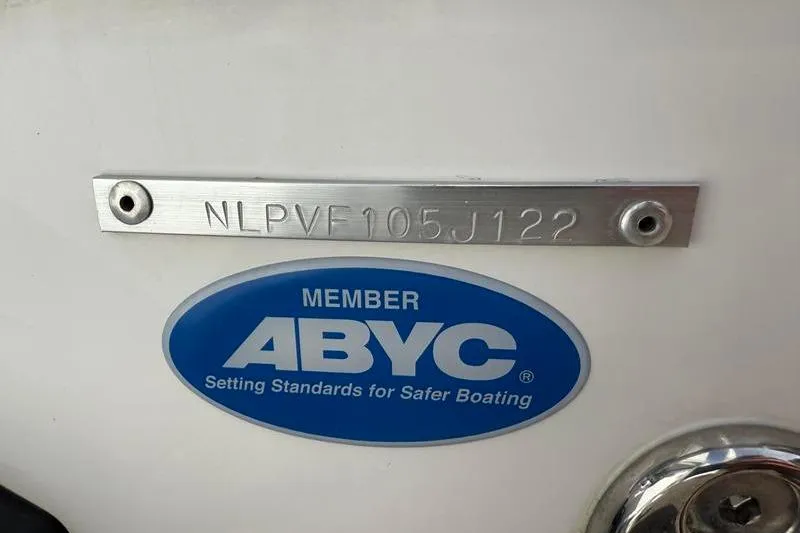 NLPVF105J122
MEMBER
ABYC®
Setting Standards for Safer Boating